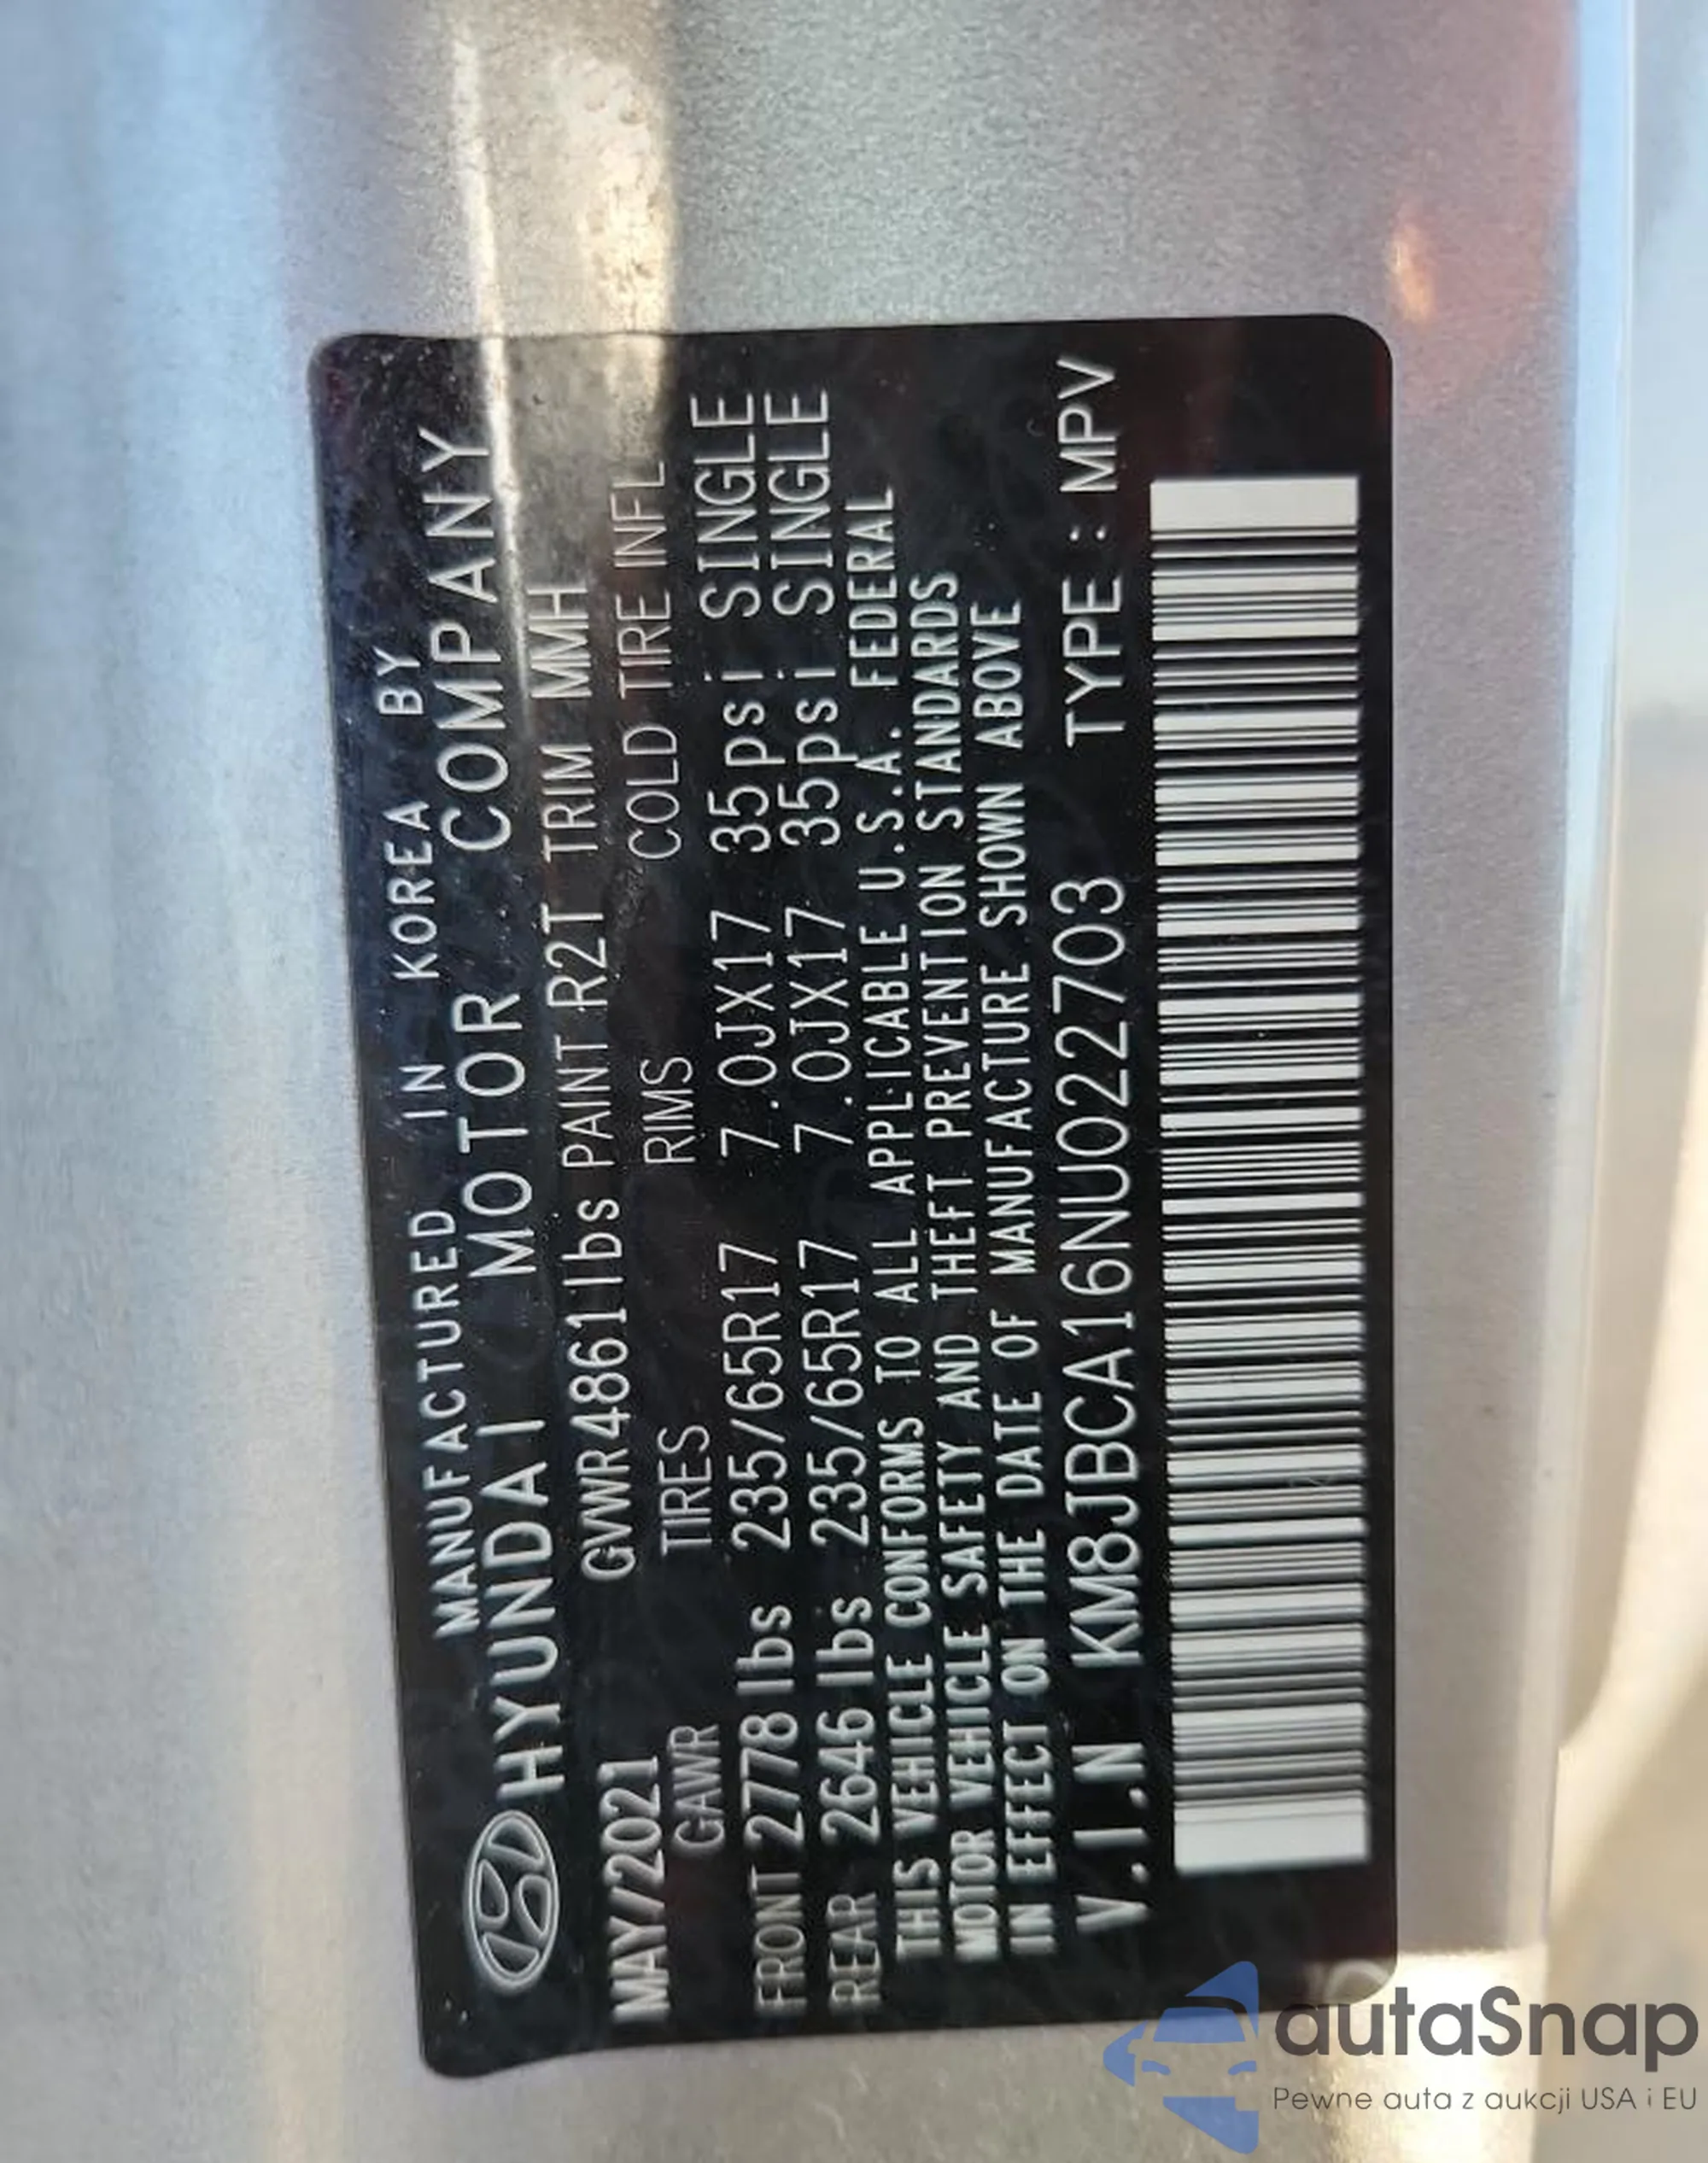 MANUFACTURED IN KOREA BY
HYUNDAI MOTOR COMPANY
MAY/2021 GVWR4861lbs PAINT R2T TRIM MMH
GAWR TIRES RIMS COLD TIRE INFL
FRONT 2778 lbs 235/65R17 7.0JX17 35psi SINGLE
REAR 2646 lbs 235/65R17 7.0JX17 35psi SINGLE
THIS VEHICLE CONFORMS TO ALL APPLICABLE U.S.A. FEDERAL
MOTOR VEHICLE SAFETY AND THEFT PREVENTION STANDARDS
IN EFFECT ON THE DATE OF MANUFACTURE SHOWN ABOVE
V.I.N KM8JBCA16NU022703 TYPE : MPV
autaSnap
Pewne auta z aukcji USA i EU